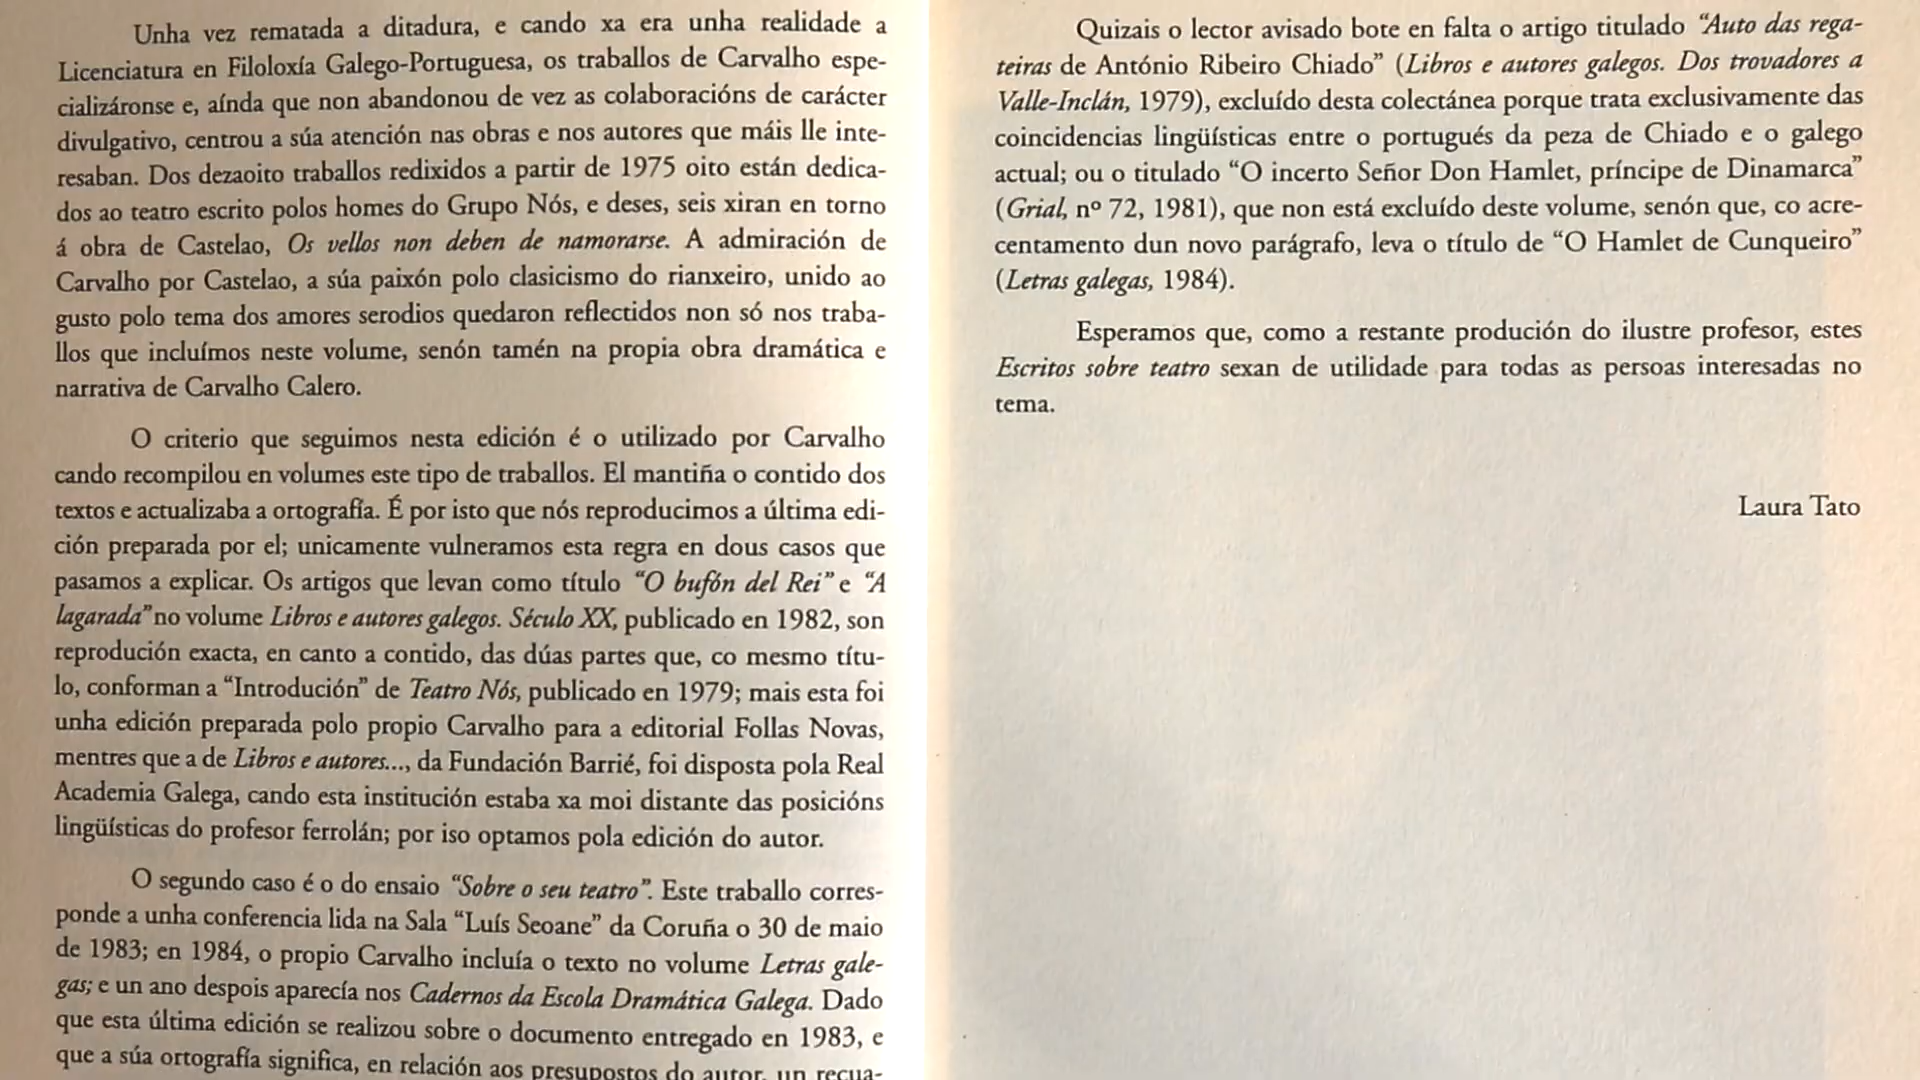 Unha vez rematada a ditadura, e cando xa era unha realidade a
Licenciatura en Filoloxía Galego-Portuguesa, os traballos de Carvalho espe-
cializáronse e, aínda que non abandonou de vez as colaboracións de carácter
divulgativo, centrou a súa atención nas obras e nos autores que máis lle inte-
resaban. Dos dezaoito traballos redixidos a partir de 1975 oito están dedica-
dos ao teatro escrito polos homes do Grupo Nós, e deses, seis xiran en torno
á obra de Castelao, Os vellos non deben de namorarse. A admiración de
Carvalho por Castelao, a súa paixón polo clasicismo do rianxeiro, unido ao
gusto polo tema dos amores serodios quedaron reflectidos non só nos traba-
llos que incluímos neste volume, senón tamén na propia obra dramática e
narrativa de Carvalho Calero.
O criterio que seguimos nesta edición é o utilizado por Carvalho
cando recompilou en volumes este tipo de traballos. El mantiña o contido dos
textos e actualizaba a ortografía. É por isto que nós reproducimos a última edi-
ción preparada por el; unicamente vulneramos esta regra en dous casos que
pasamos a explicar. Os artigos que levan como título “O bufón del Rei” e “A
lagarada” no volume Libros e autores galegos. Século XX, publicado en 1982, son
reprodución exacta, en canto a contido, das dúas partes que, co mesmo títu-
lo, conforman a “Introdución” de Teatro Nós, publicado en 1979; mais esta foi
unha edición preparada polo propio Carvalho para a editorial Follas Novas,
mentres que a de Libros e autores..., da Fundación Barrié, foi disposta pola Real
Academia Galega, cando esta institución estaba xa moi distante das posicións
lingüísticas do profesor ferrolán; por iso optamos pola edición do autor.
O segundo caso é o do ensaio “Sobre o seu teatro”. Este traballo corres-
ponde a unha conferencia lida na Sala “Luís Seoane” da Coruña o 30 de maio
de 1983; en 1984, o propio Carvalho incluía o texto no volume Letras gale-
gas; e un ano despois aparecía nos Cadernos da Escola Dramática Galega. Dado
que esta última edición se realizou sobre o documento entregado en 1983, e
que a súa ortografía significa, en relación aos presupostos do autor, un recua-
Quizais o lector avisado bote en falta o artigo titulado “Auto das rega-
teiras de António Ribeiro Chiado” (Libros e autores galegos. Dos trovadores a
Valle-Inclán, 1979), excluído desta colectánea porque trata exclusivamente das
coincidencias lingüísticas entre o portugués da peza de Chiado e o galego
actual; ou o titulado “O incerto Señor Don Hamlet, príncipe de Dinamarca”
(Grial, nº 72, 1981), que non está excluído deste volume, senón que, co acre-
centamento dun novo parágrafo, leva o título de “O Hamlet de Cunqueiro”
(Letras galegas, 1984).
Esperamos que, como a restante produción do ilustre profesor, estes
Escritos sobre teatro sexan de utilidade para todas as persoas interesadas no
tema.
Laura Tato